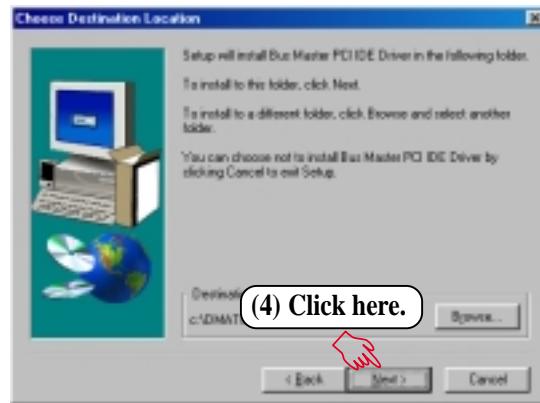 Choose Destination Location
Setup will install Bus Master PCI IDE Driver in the following folder.
To install to this folder, click Next.
To install to a different folder, click Browse and select another
folder.
You can choose not to install Bus Master PCI IDE Driver by
clicking Cancel to exit Setup.
Destinat
(4) Click here.
c:\DMAT
Browse...
< Back
Next >
Cancel